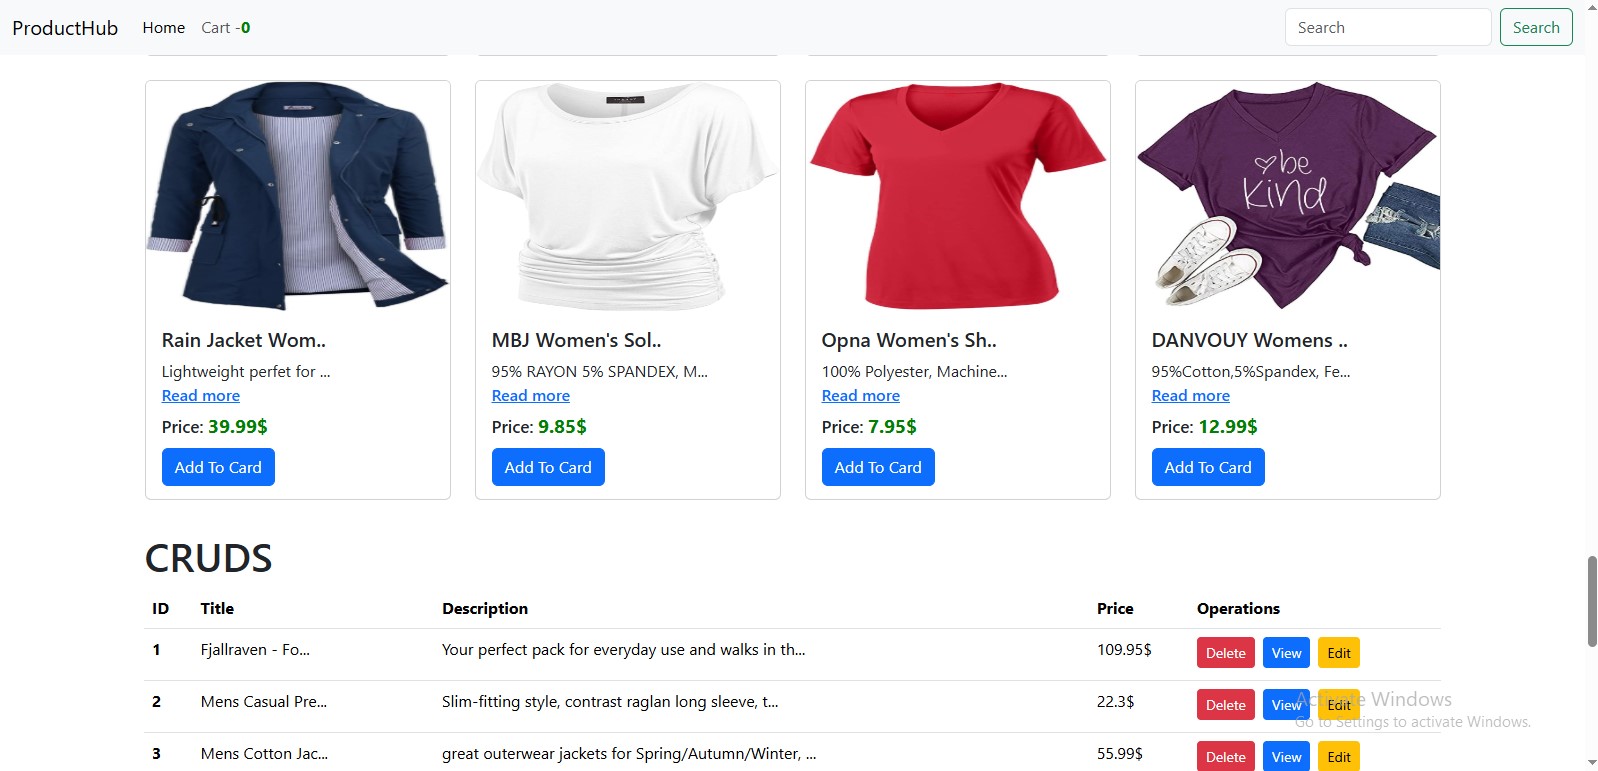 ProductHub Home Cart -0 Search Search
be
kind
Rain Jacket Wom.. MBJ Women's Sol.. Opna Women's Sh.. DANVOUY Womens ..
Lightweight perfet for ... 95% RAYON 5% SPANDEX, M... 100% Polyester, Machine... 95%Cotton,5%Spandex, Fe...
Read more Read more Read more Read more
Price: 39.99$ Price: 9.85$ Price: 7.95$ Price: 12.99$
Add To Card Add To Card Add To Card Add To Card
CRUDS
ID Title Description Price Operations
1 Fjallraven - Fo... Your perfect pack for everyday use and walks in th... 109.95$ Delete View Edit
2 Mens Casual Pre... Slim-fitting style, contrast raglan long sleeve, t... 22.3$ Delete View Edit
Activate Windows
Go to Settings to activate Windows.
3 Mens Cotton Jac... great outerwear jackets for Spring/Autumn/Winter, ... 55.99$ Delete View Edit